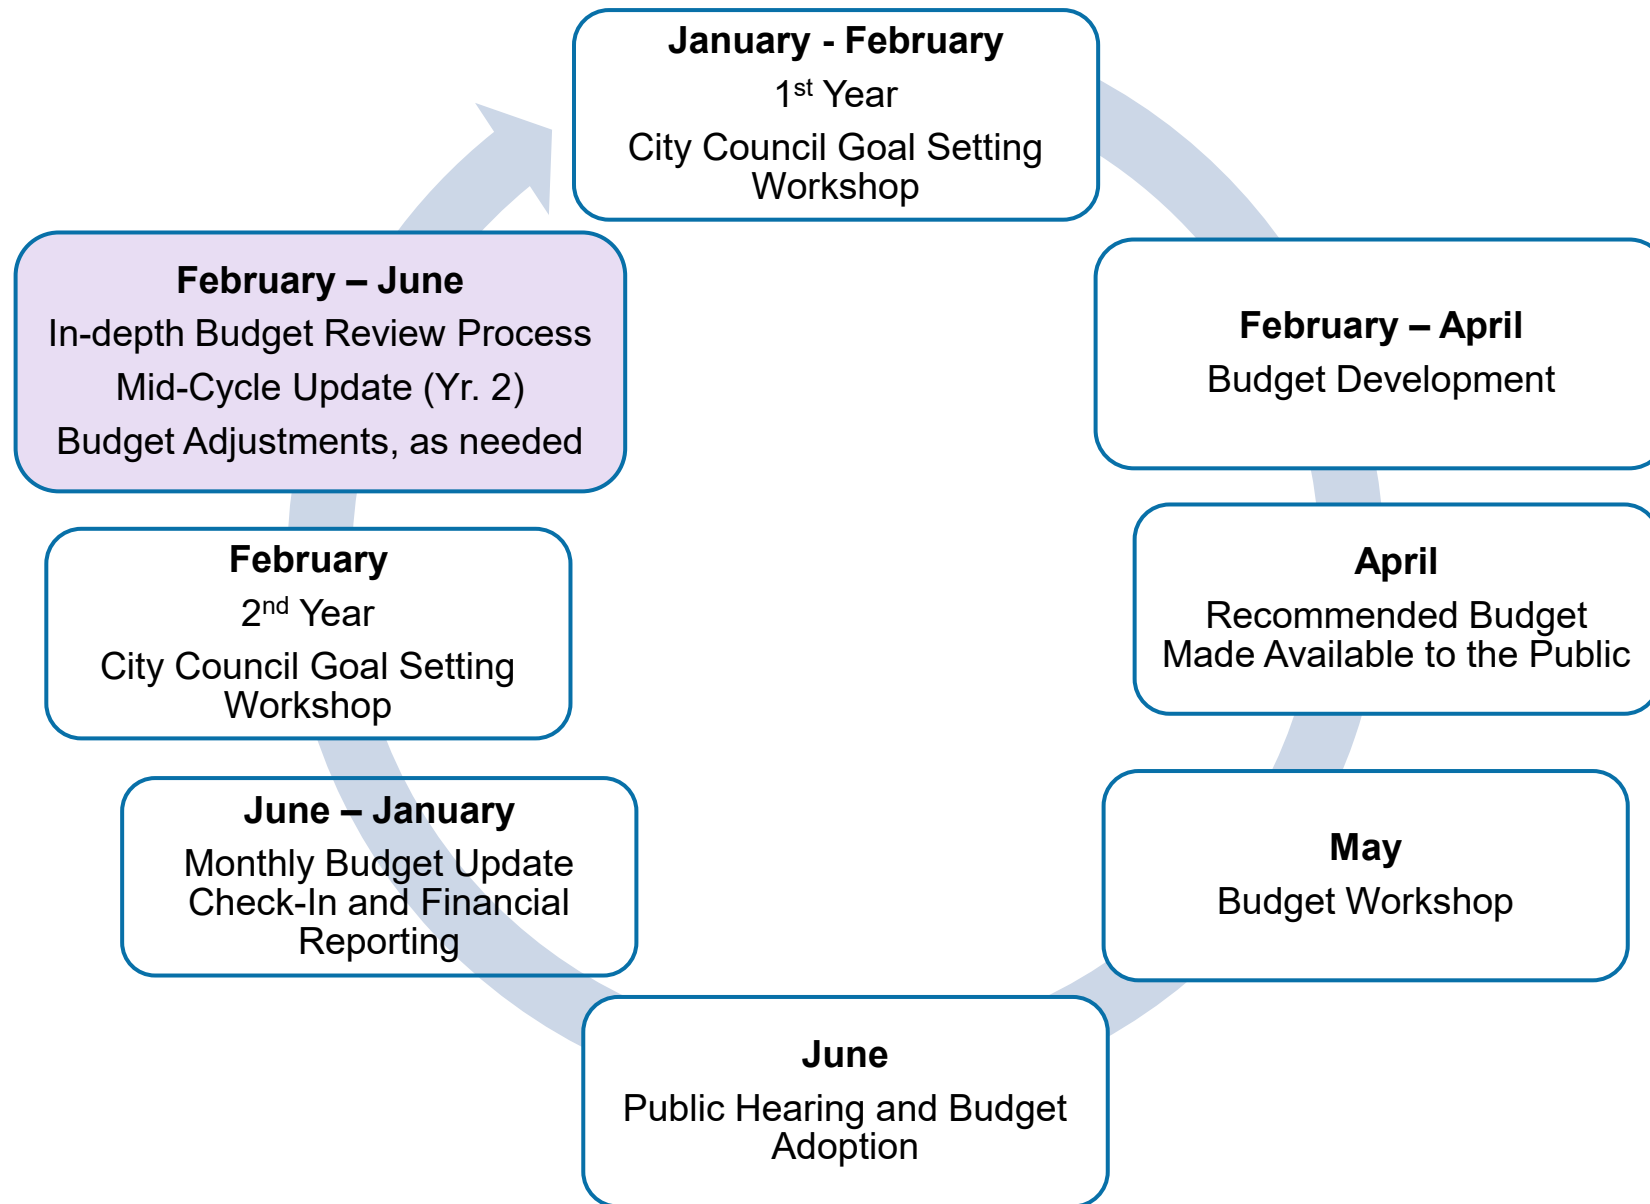 January - February
1st Year
City Council Goal Setting
Workshop
February – April
Budget Development
April
Recommended Budget
Made Available to the Public
May
Budget Workshop
June
Public Hearing and Budget
Adoption
June – January
Monthly Budget Update
Check-In and Financial
Reporting
February
2nd Year
City Council Goal Setting
Workshop
February – June
In-depth Budget Review Process
Mid-Cycle Update (Yr. 2)
Budget Adjustments, as needed